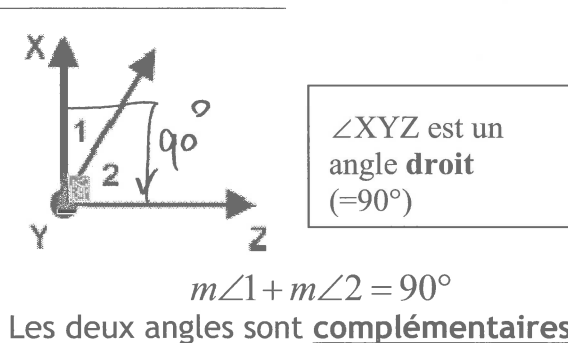 X
1
2
90°
Y
Z
∠XYZ est un
angle droit
(=90°)
m∠1 + m∠2 = 90°
Les deux angles sont complémentaires